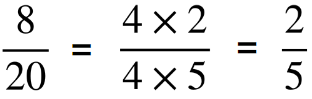 8/20 = 4 × 2/4 × 5 = 2/5